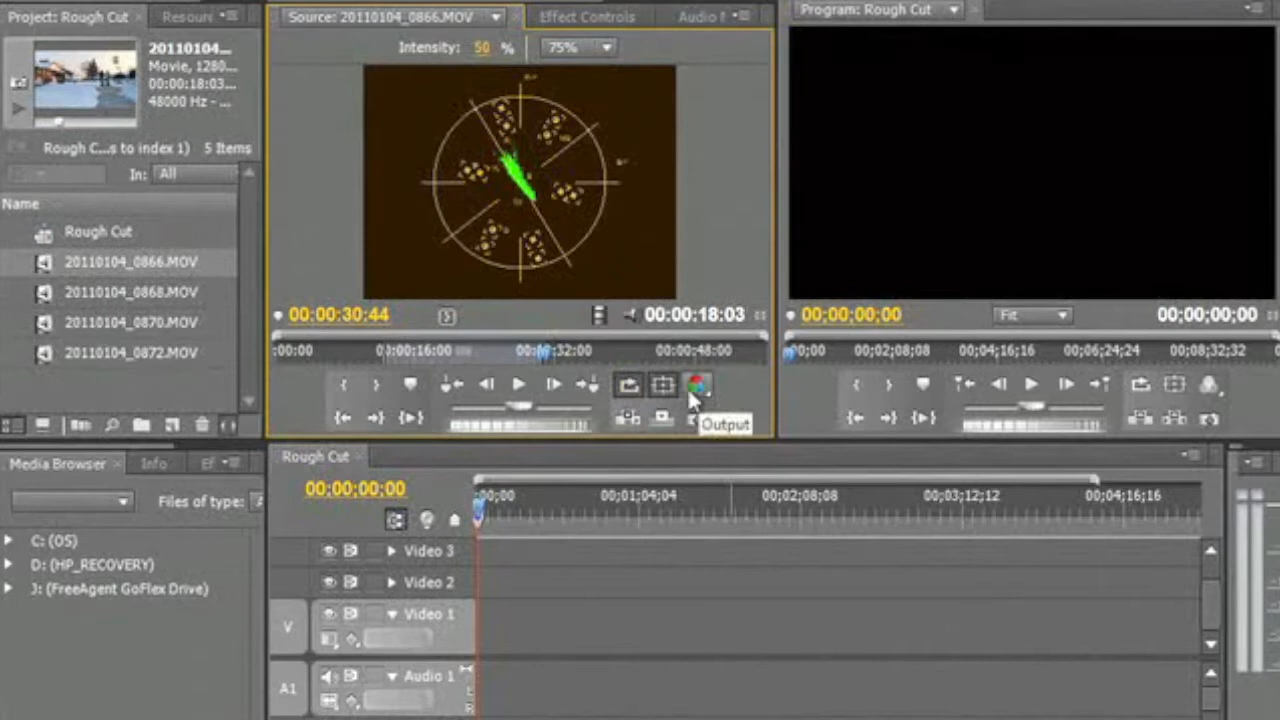 Project: Rough Cut
Resour
20110104...
Movie, 1280...
00:00:18:03...
48000 Hz - ...
Rough C...s to index 1)
5 Items
In:
All
Name
Rough Cut
20110104_0866.MOV
20110104_0868.MOV
20110104_0870.MOV
20110104_0872.MOV
Source: 20110104_0866.MOV
Effect Controls
Audio
Intensity: 50 %
75%
00:00:30:44
00:00:18:03
:00:00
00:00:16:00
00:00:32:00
00:00:48:00
Output
Program: Rough Cut
00;00;00;00
Fit
00;00;00;00
00;00
00;02;08;08
00;04;16;16
00;06;24;24
00;08;32;32
Media Browser
Info
Ef
Files of type:
C: (OS)
D: (HP_RECOVERY)
J: (FreeAgent GoFlex Drive)
Rough Cut
00;00;00;00
;00;00
00;01;04;04
00;02;08;08
00;03;12;12
00;04;16;16
Video 3
Video 2
V
Video 1
A1
Audio 1
L
R